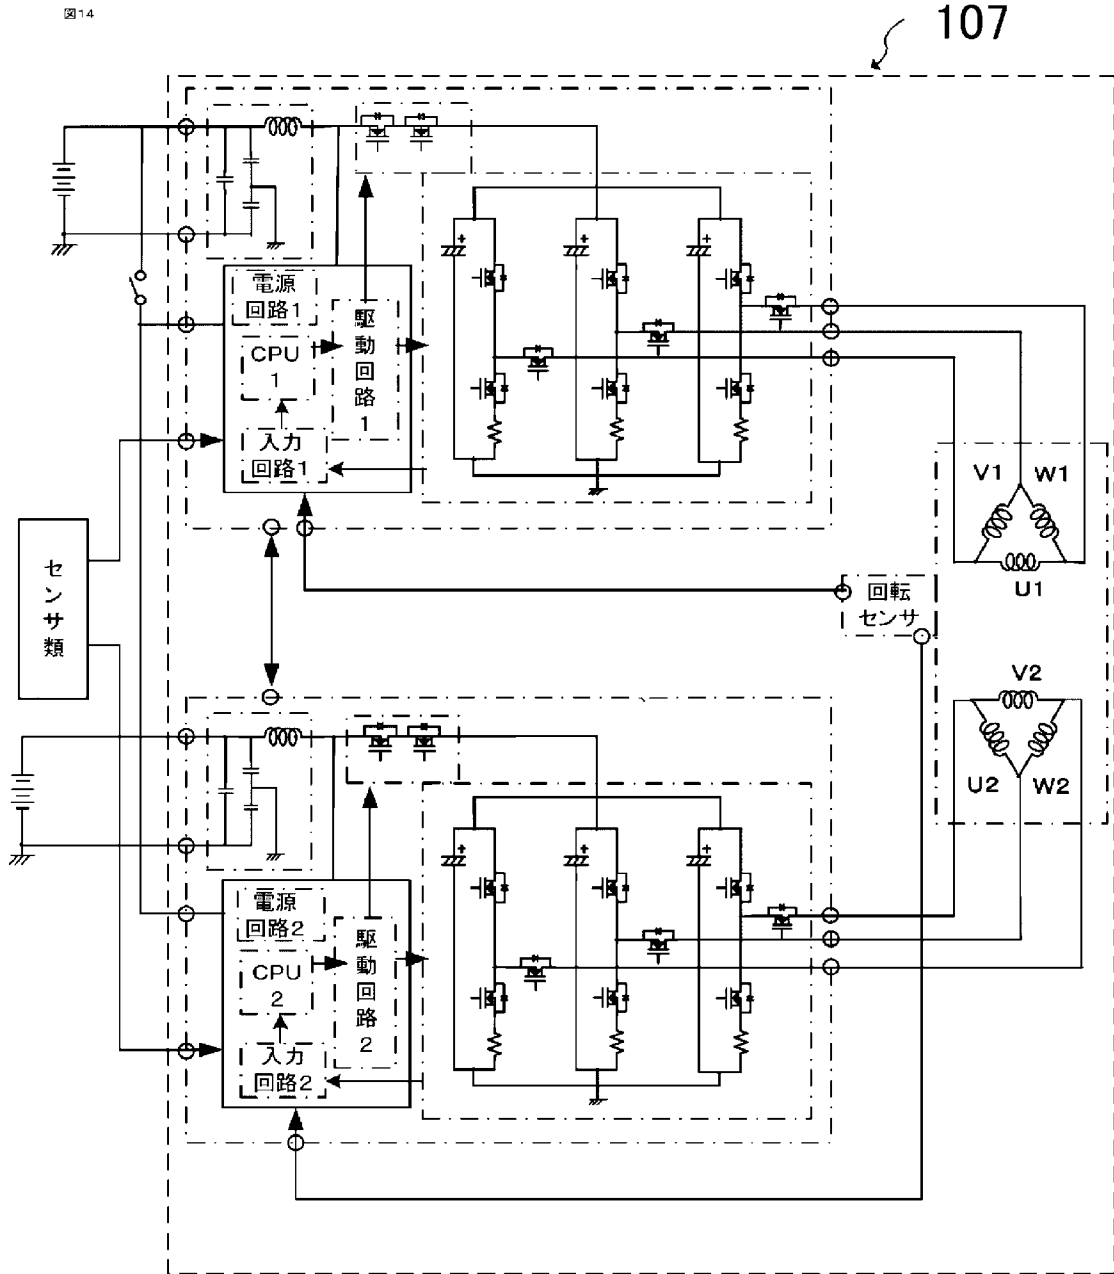 図14
107
電源
回路1
CPU
1
駆
動
回
路
1
入力
回路1
V1 W1
U1
セ
ン
サ
類
回転
センサ
V2
U2 W2
電源
回路2
CPU
2
駆
動
回
路
2
入力
回路2